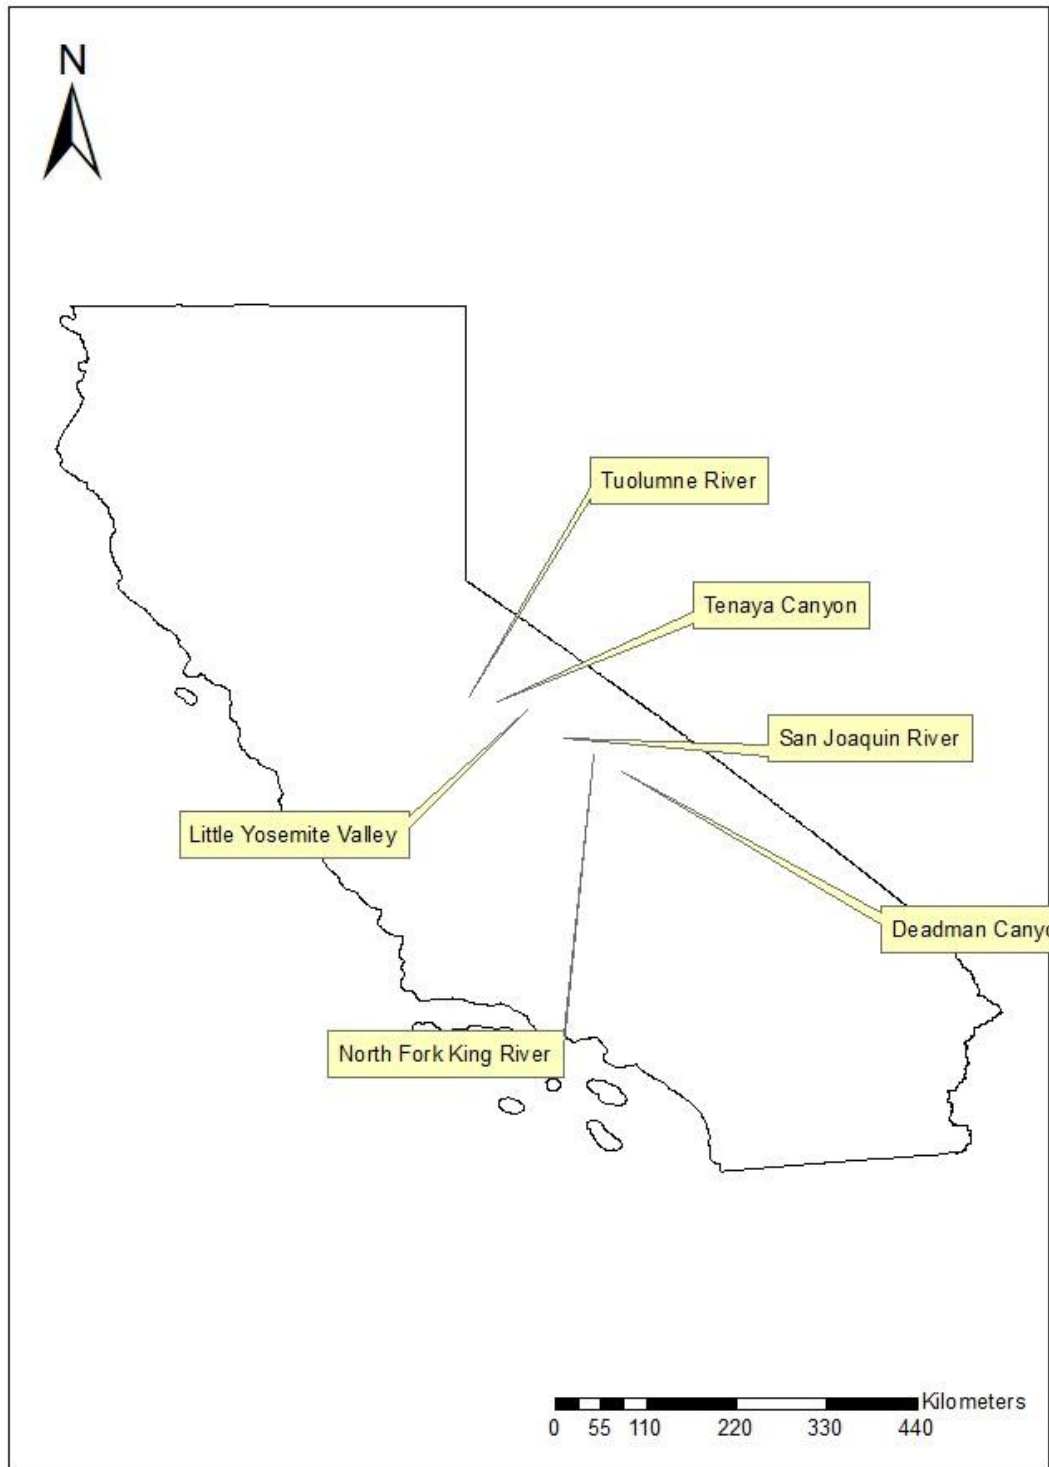 N
Tuolumne River
Tenaya Canyon
San Joaquin River
Little Yosemite Valley
Deadman Canyo
North Fork King River
Kilometers
0 55 110 220 330 440